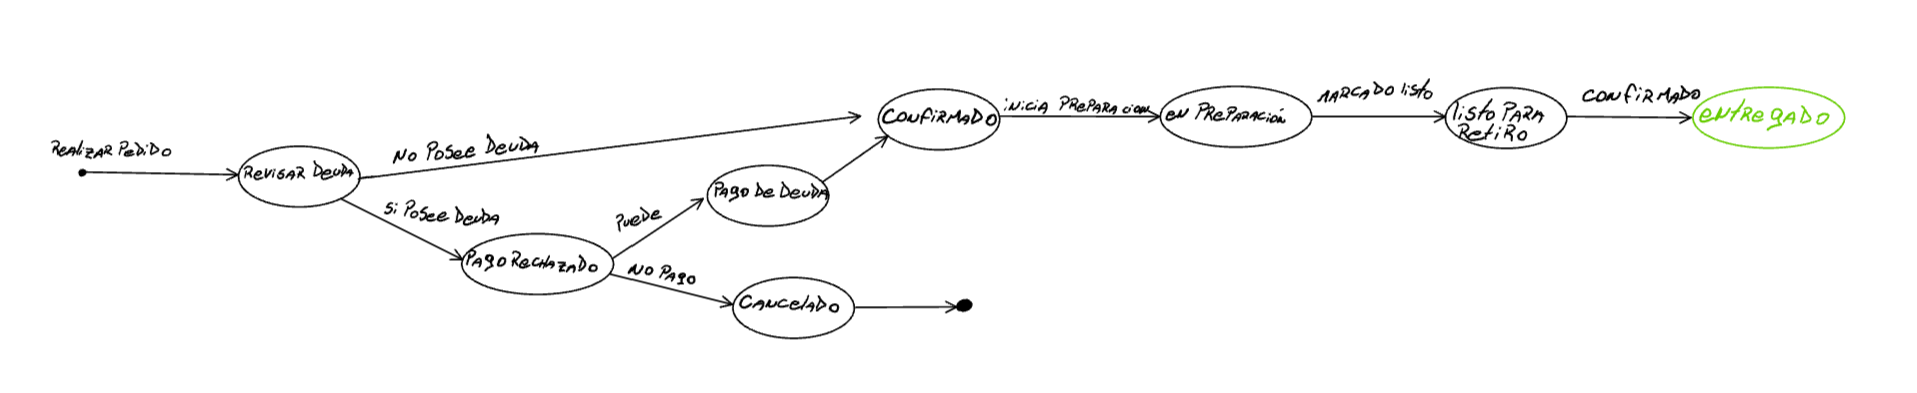 REALIZAR PEDIDO
REVISAR DEUDA
NO POSEE DEUDA
SI POSEE DEUDA
PAGO RECHAZADO
PUEDE
PAGO DE DEUDA
NO PAGO
CANCELADO
CONFIRMADO
INICIA PREPARACION
EN PREPARACIÓN
MARCADO LISTO
LISTO PARA
RETIRO
CONFIRMADO
ENTREGADO